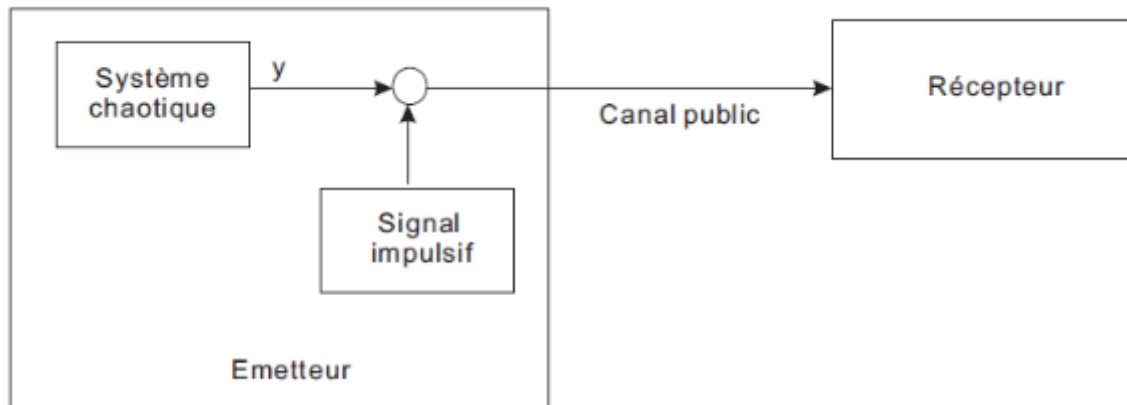 Système
chaotique
y
Canal public
Récepteur
Signal
impulsif
Emetteur